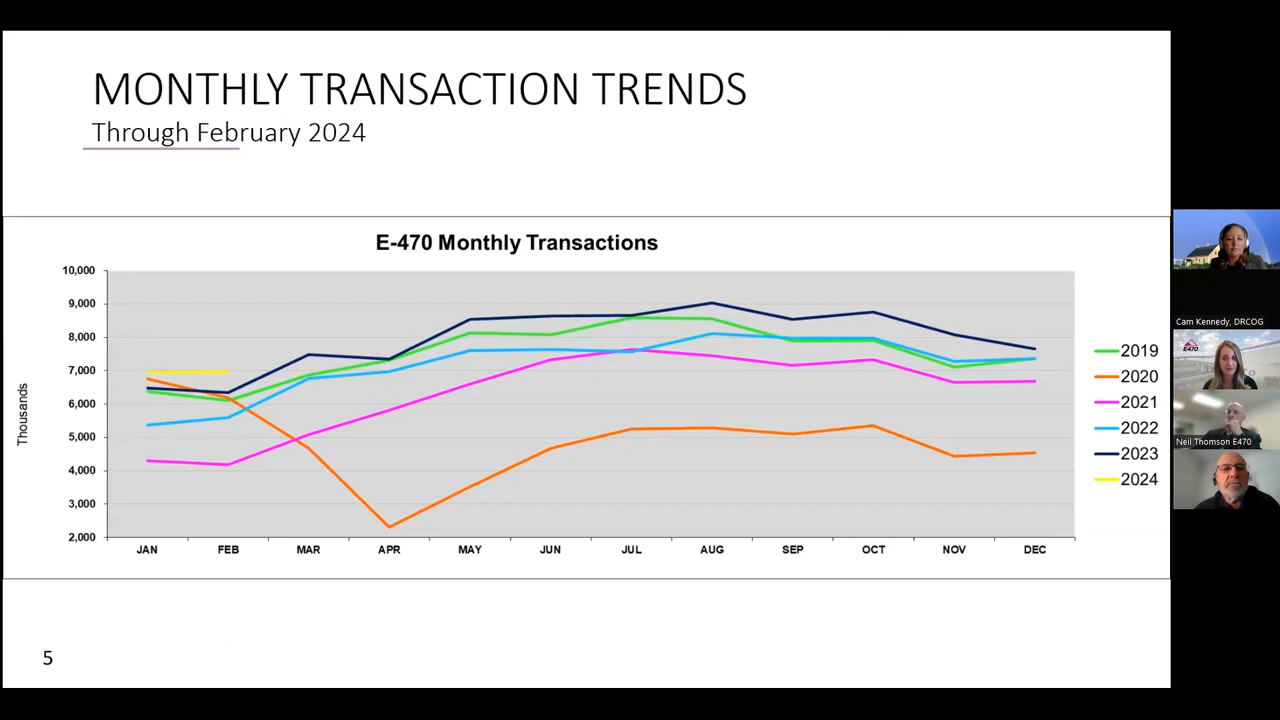 MONTHLY TRANSACTION TRENDS
Through February 2024
E-470 Monthly Transactions
Thousands
10,000
9,000
8,000
7,000
6,000
5,000
4,000
3,000
2,000
JAN FEB MAR APR MAY JUN JUL AUG SEP OCT NOV DEC
2019
2020
2021
2022
2023
2024
5
Cam Kennedy, DRCOG
E470
Neil Thomson E470